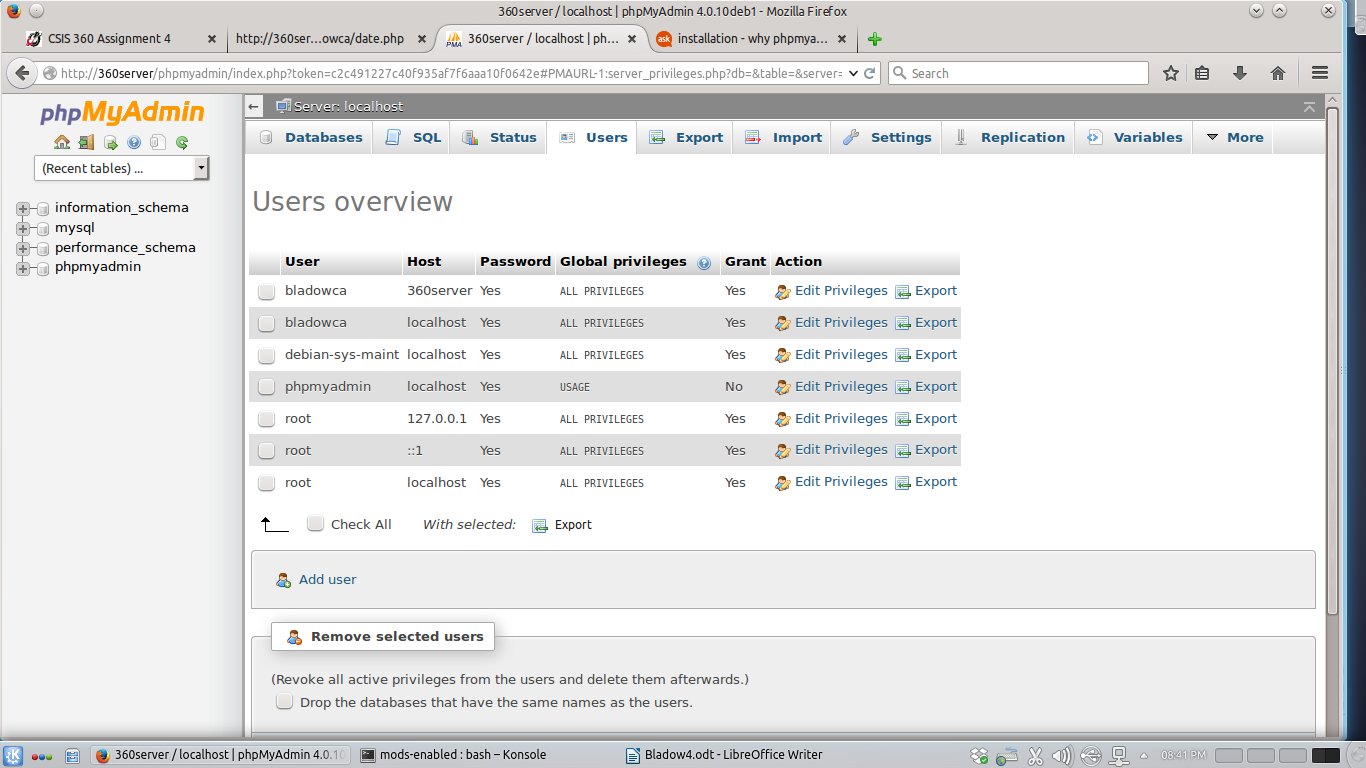 360server / localhost | phpMyAdmin 4.0.10deb1 - Mozilla Firefox
CSIS 360 Assignment 4
http://360ser...owca/date.php
360server / localhost | ph...
installation - why phpmya...
http://360server/phpmyadmin/index.php?token=c2c491227c40f935af7f6aaa10f0642e#PMAURL-1:server_privileges.php?db=&table=&server=
Search
phpMyAdmin
(Recent tables) ...
information_schema
mysql
performance_schema
phpmyadmin
Server: localhost
Databases SQL Status Users Export Import Settings Replication Variables More
Users overview
User Host Password Global privileges Grant Action
bladowca 360server Yes ALL PRIVILEGES Yes Edit Privileges Export
bladowca localhost Yes ALL PRIVILEGES Yes Edit Privileges Export
debian-sys-maint localhost Yes ALL PRIVILEGES Yes Edit Privileges Export
phpmyadmin localhost Yes USAGE No Edit Privileges Export
root 127.0.0.1 Yes ALL PRIVILEGES Yes Edit Privileges Export
root ::1 Yes ALL PRIVILEGES Yes Edit Privileges Export
root localhost Yes ALL PRIVILEGES Yes Edit Privileges Export
Check All With selected: Export
Add user
Remove selected users
(Revoke all active privileges from the users and delete them afterwards.)
Drop the databases that have the same names as the users.
360server / localhost | phpMyAdmin 4.0.10
mods-enabled : bash – Konsole
Bladow4.odt - LibreOffice Writer
08:41 PM